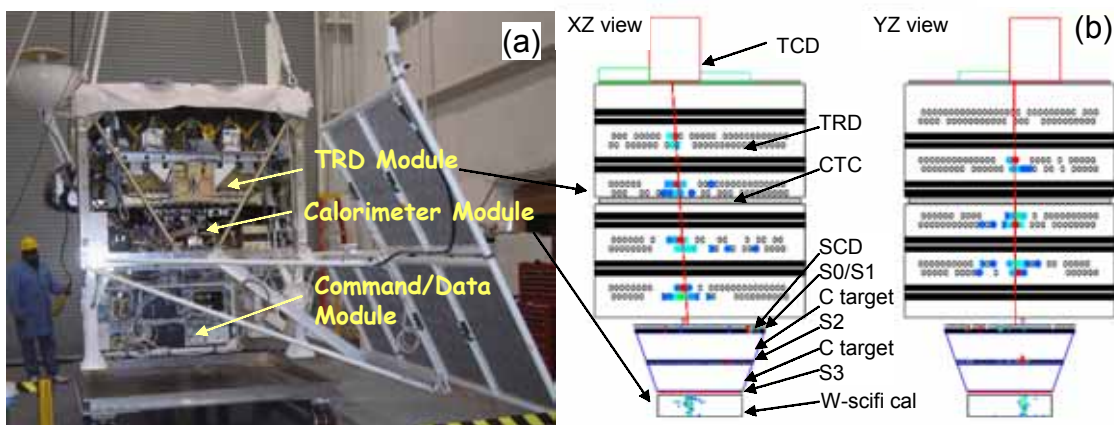 (a)
TRD Module
Calorimeter Module
Command/Data
Module
XZ view
TCD
TRD
CTC
SCD
S0/S1
C target
S2
C target
S3
W-scifi cal
YZ view
(b)